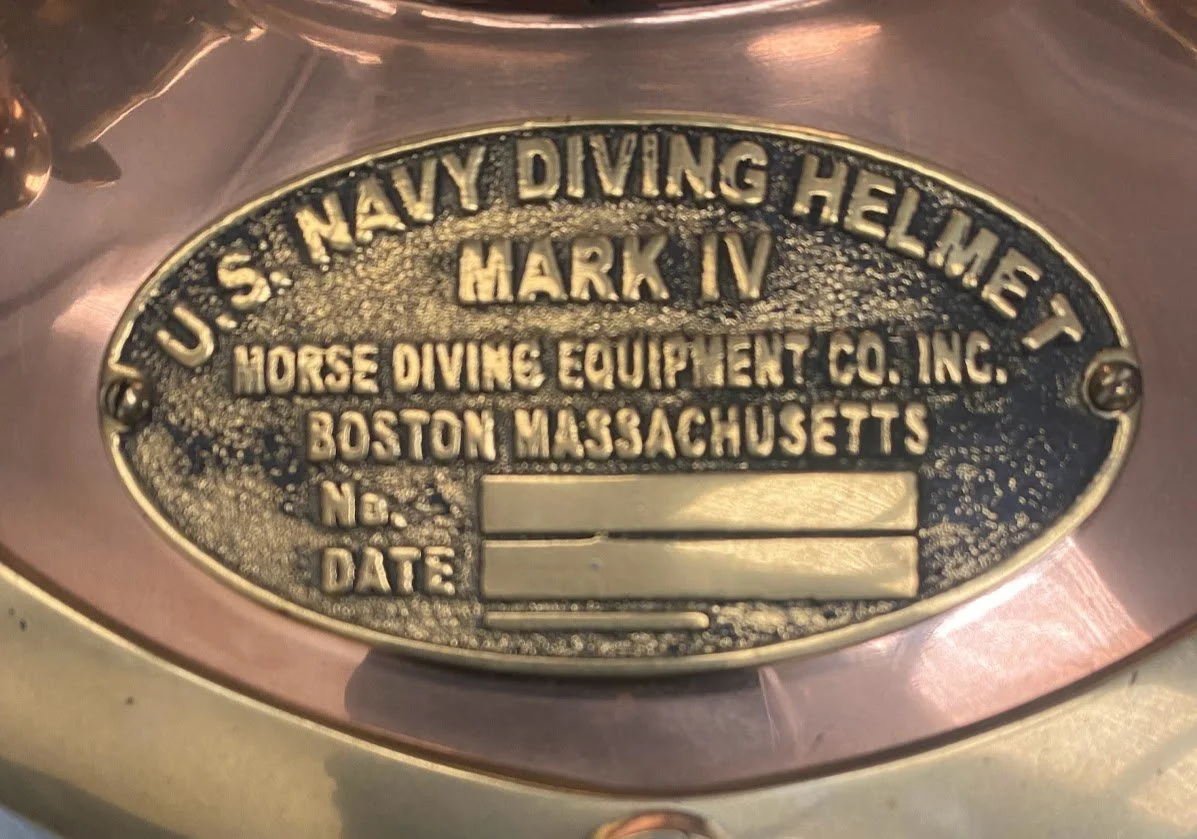 U.S. NAVY DIVING HELMET
MARK IV
MORSE DIVING EQUIPMENT CO. INC.
BOSTON MASSACHUSETTS
No.
DATE